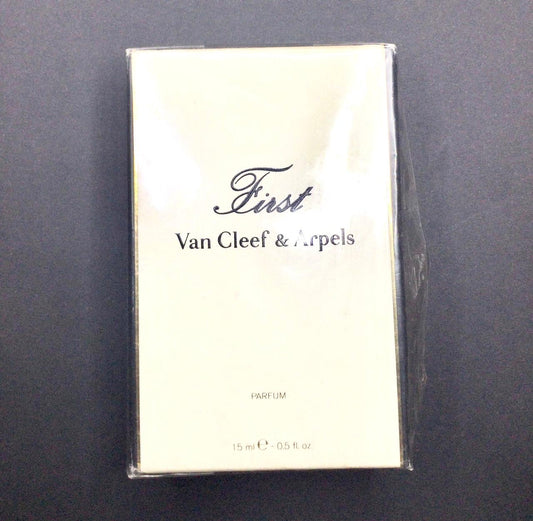 First
Van Cleef & Arpels
PARFUM
15 ml ℮ - 0.5 fl. oz.